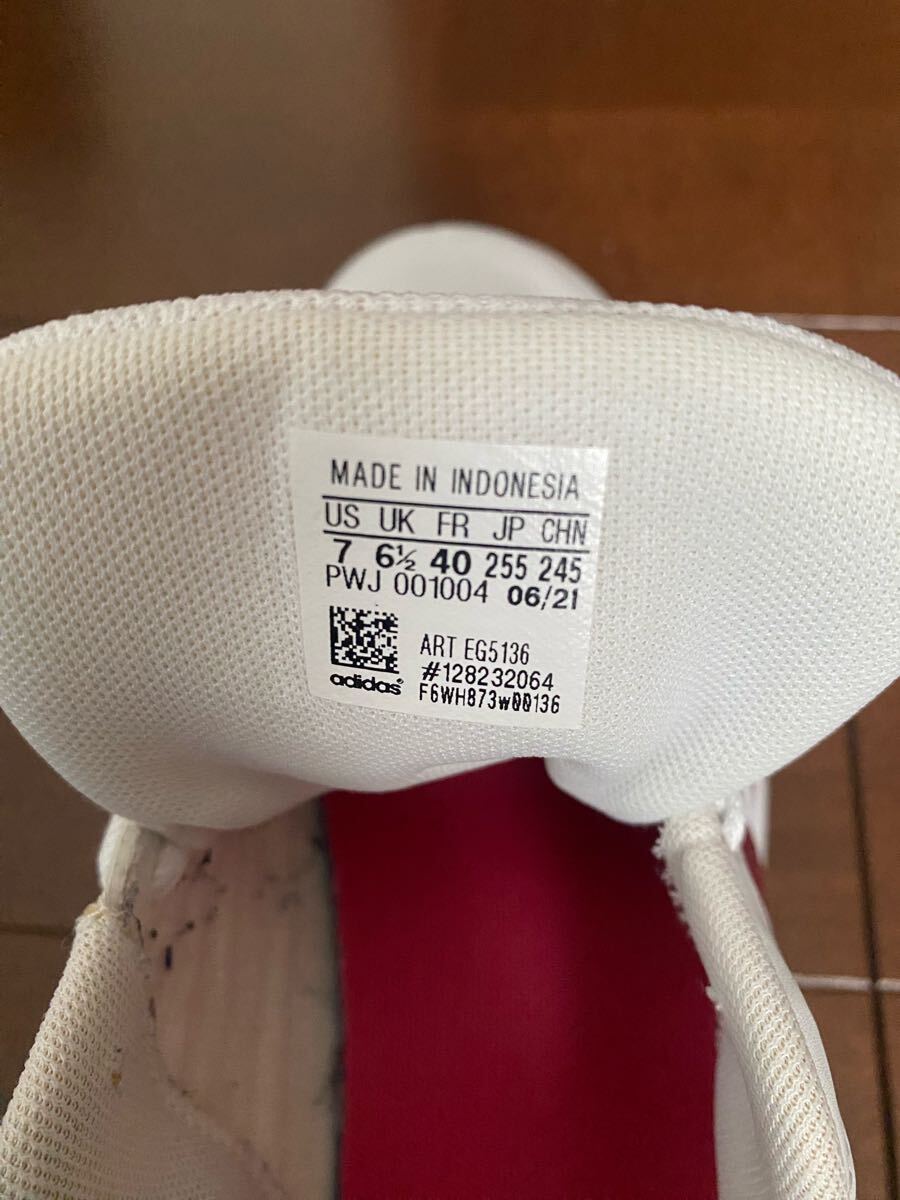 MADE IN INDONESIA
US UK FR JP CHN
7 6½ 40 255 245
PWJ 001004 06/21
ART EG5136
#128232064
adidas®